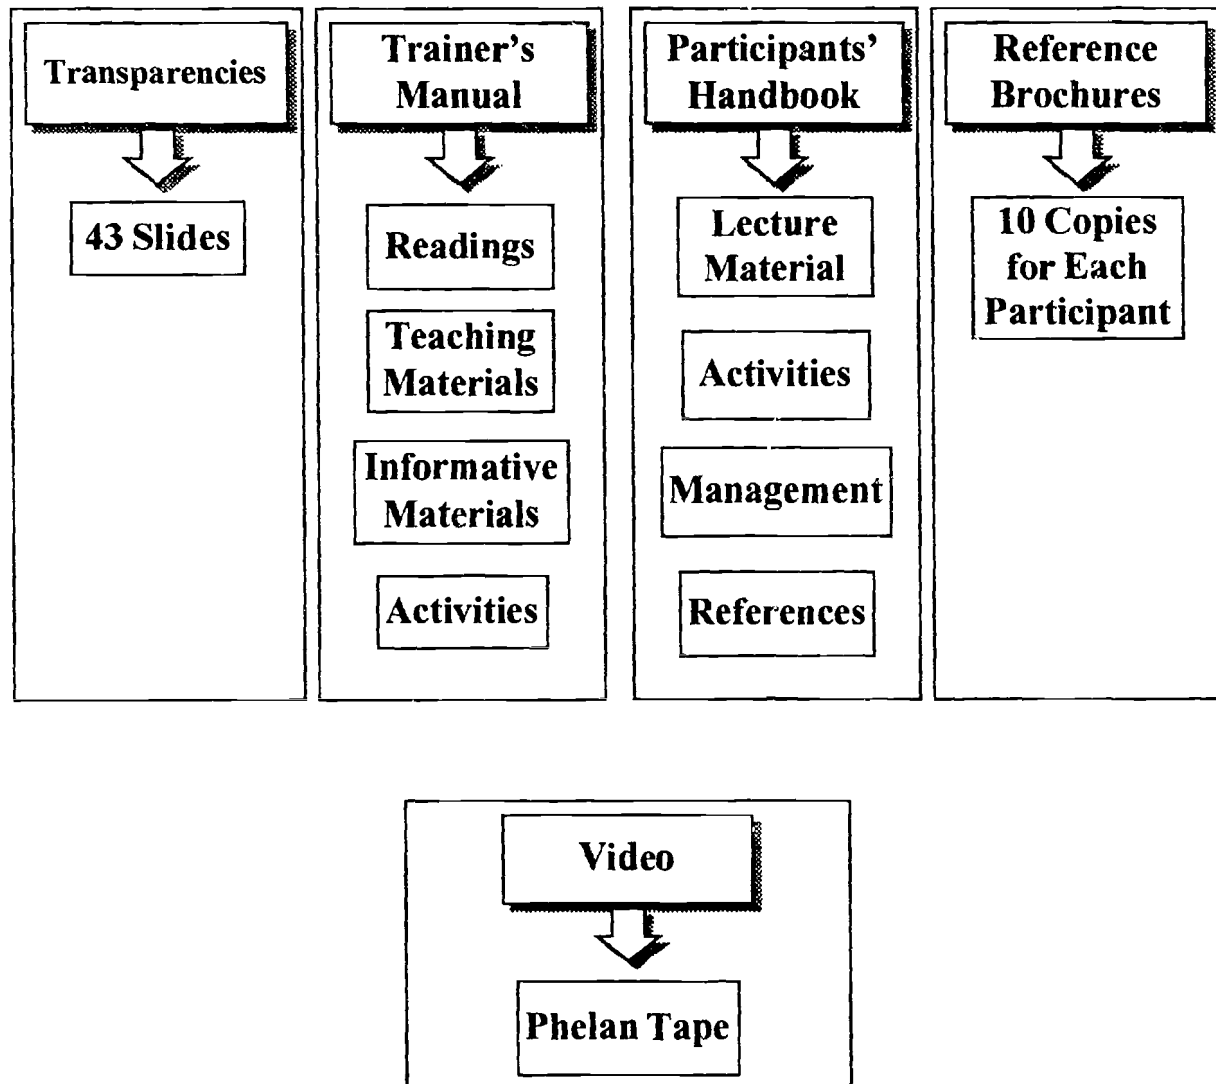 Transparencies
43 Slides
Trainer's
Manual
Readings
Teaching
Materials
Informative
Materials
Activities
Participants'
Handbook
Lecture
Material
Activities
Management
References
Reference
Brochures
10 Copies
for Each
Participant
Video
Phelan Tape